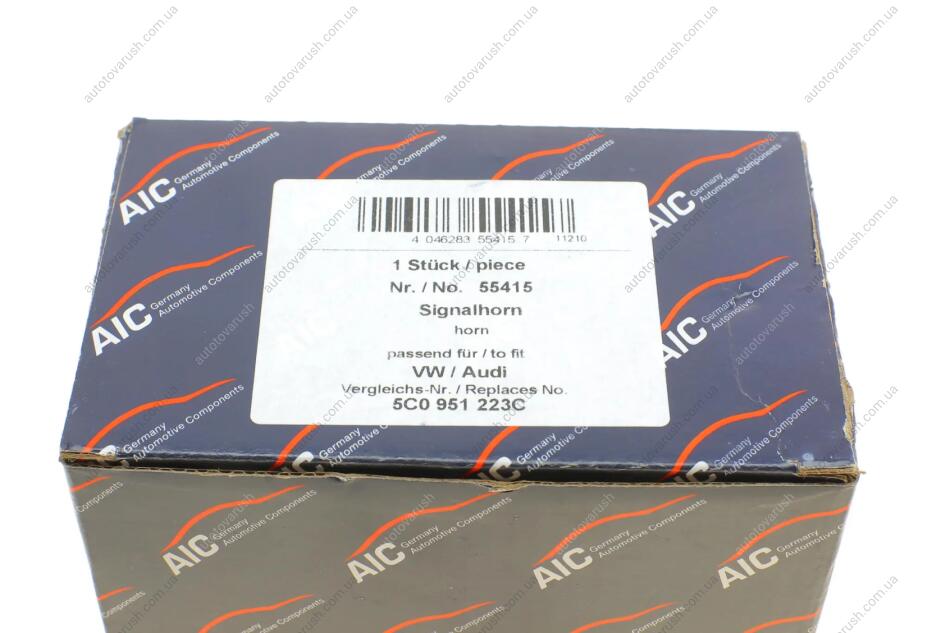 4 046283 55415 7 11210
1 Stück / piece
Nr. / No. 55415
Signalhorn
horn
passend für / to fit
VW / Audi
Vergleichs-Nr. / Replaces No.
5C0 951 223C
AIC Germany
Automotive Components
autotovarush.com.ua